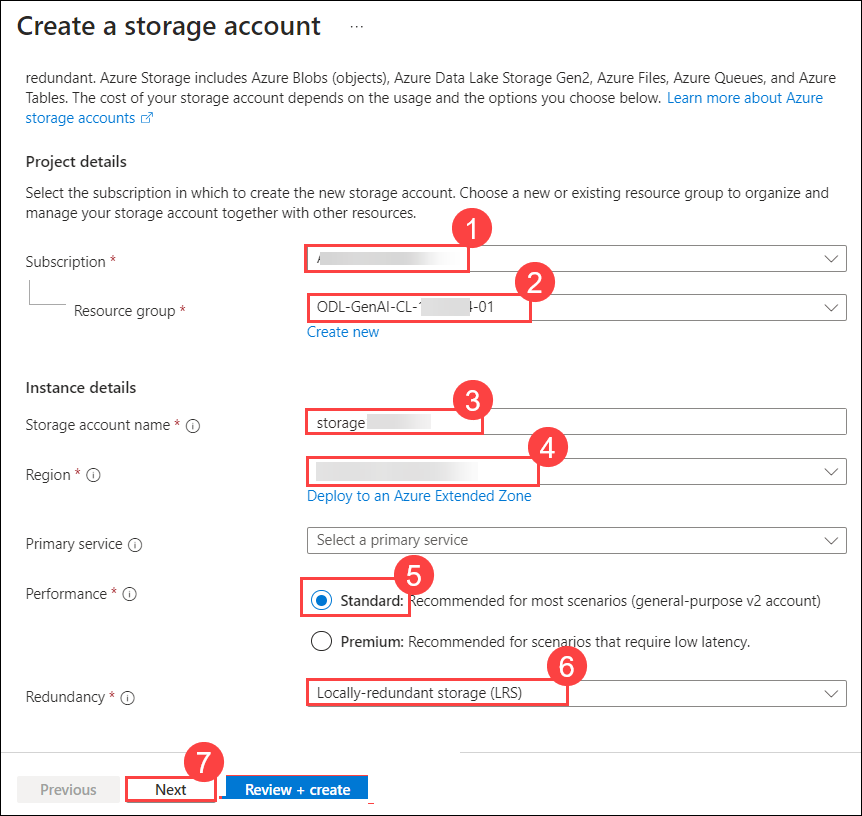 Create a storage account ...
redundant. Azure Storage includes Azure Blobs (objects), Azure Data Lake Storage Gen2, Azure Files, Azure Queues, and Azure
Tables. The cost of your storage account depends on the usage and the options you choose below. Learn more about Azure
storage accounts
Project details
Select the subscription in which to create the new storage account. Choose a new or existing resource group to organize and
manage your storage account together with other resources.
1
Subscription *
2
Resource group * ODL-GenAI-CL- -01
Create new
Instance details
3
Storage account name * storage
4
Region *
Deploy to an Azure Extended Zone
Primary service Select a primary service
5
Performance * Standard: Recommended for most scenarios (general-purpose v2 account)
Premium: Recommended for scenarios that require low latency.
6
Redundancy * Locally-redundant storage (LRS)
7
Previous Next Review + create